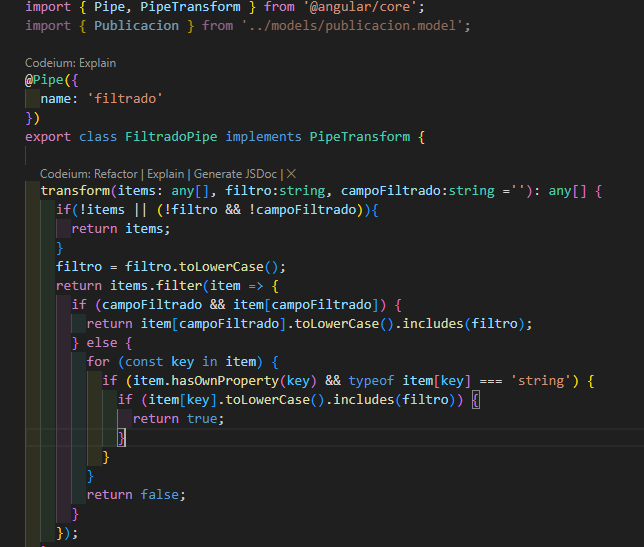 import { Pipe, PipeTransform } from '@angular/core';
import { Publicacion } from '../models/publicacion.model';
Codeium: Explain
@Pipe({
  name: 'filtrado'
})
export class FiltradoPipe implements PipeTransform {
Codeium: Refactor | Explain | Generate JSDoc | ×
  transform(items: any[], filtro:string, campoFiltrado:string =''): any[] {
    if(!items || (!filtro && !campoFiltrado)){
      return items;
    }
    filtro = filtro.toLowerCase();
    return items.filter(item => {
      if (campoFiltrado && item[campoFiltrado]) {
        return item[campoFiltrado].toLowerCase().includes(filtro);
      } else {
        for (const key in item) {
          if (item.hasOwnProperty(key) && typeof item[key] === 'string') {
            if (item[key].toLowerCase().includes(filtro)) {
              return true;
            }
          }
        }
        return false;
      }
    });